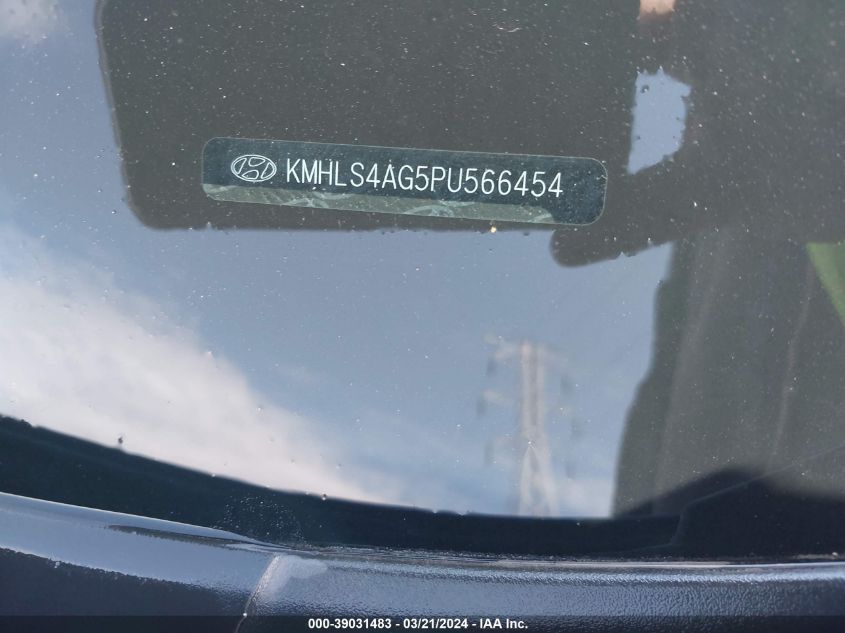 KMHLS4AG5PU566454
000-39031483 - 03/21/2024 - IAA Inc.